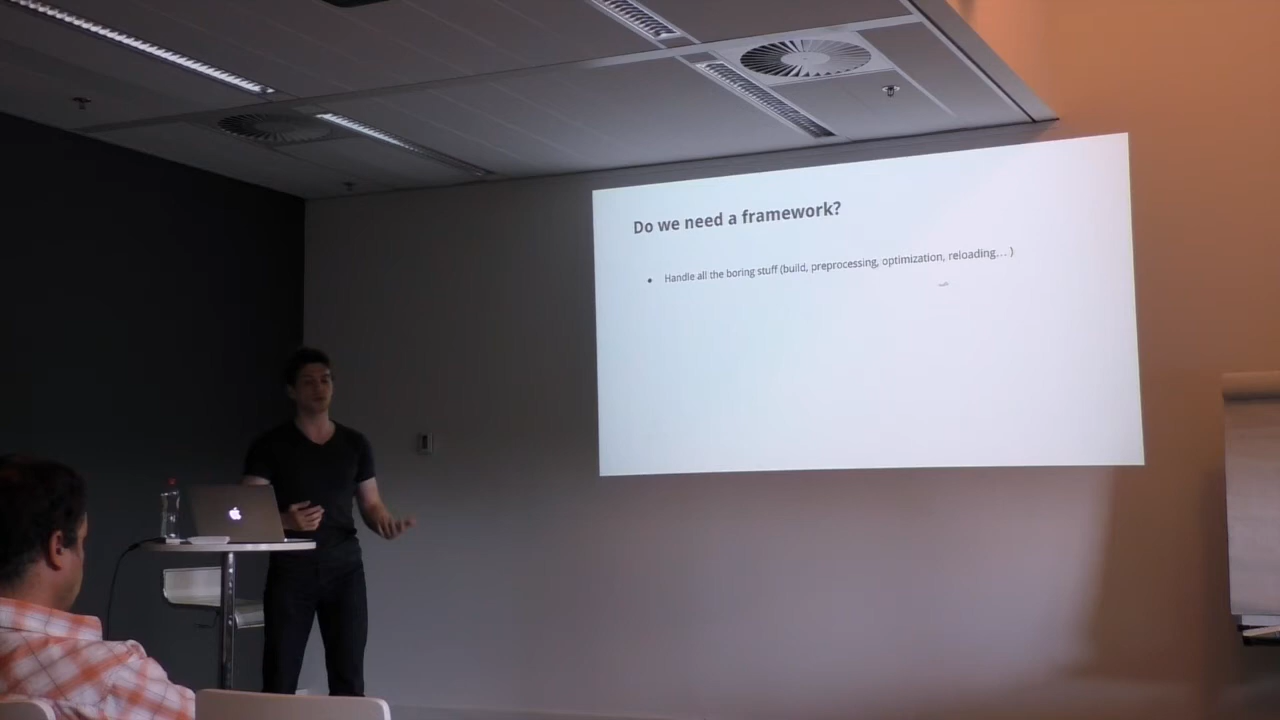 Do we need a framework?
● Handle all the boring stuff (build, preprocessing, optimization, reloading… )